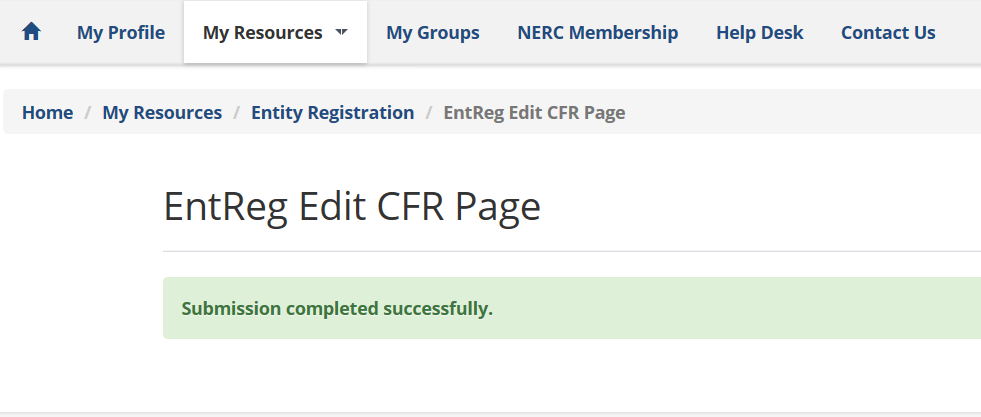 My Profile My Resources My Groups NERC Membership Help Desk Contact Us
Home / My Resources / Entity Registration / EntReg Edit CFR Page
EntReg Edit CFR Page
Submission completed successfully.